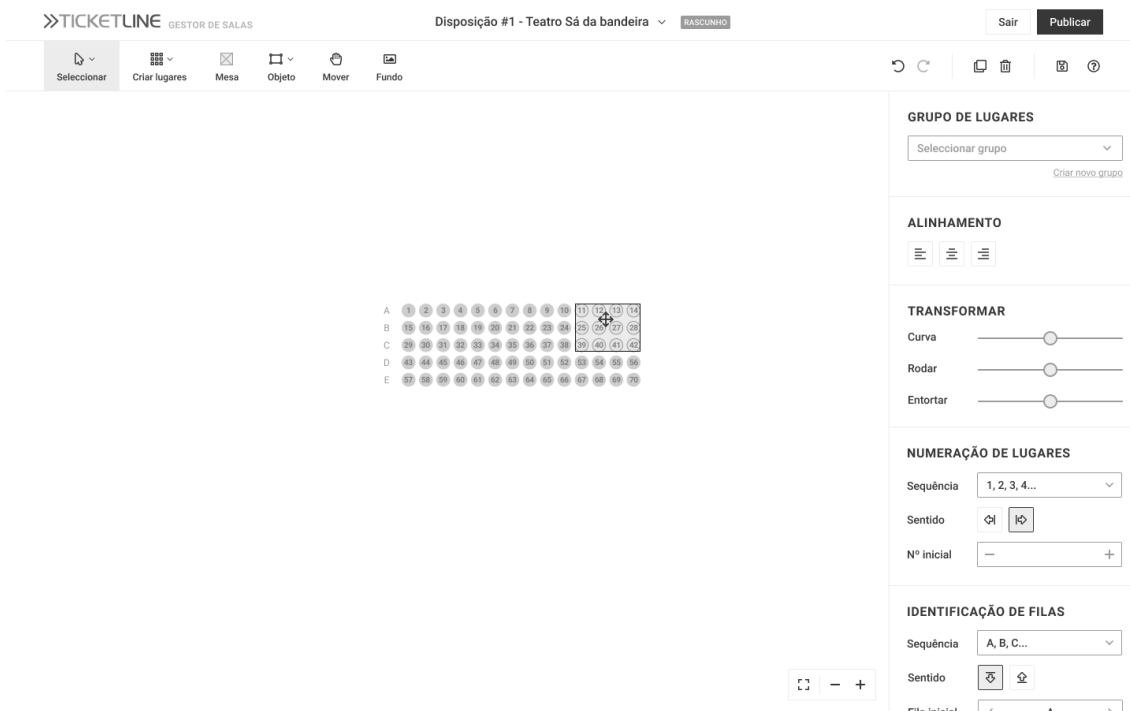 TICKETLINE GESTOR DE SALAS
Disposição #1 - Teatro Sá da bandeira
RASCUNHO
Sair
Publicar
Seleccionar
Criar lugares
Mesa
Objeto
Mover
Fundo
GRUPO DE LUGARES
Seleccionar grupo
Criar novo grupo
ALINHAMENTO
TRANSFORMAR
Curva
Rodar
Entortar
NUMERAÇÃO DE LUGARES
Sequência 1, 2, 3, 4...
Sentido
Nº inicial
IDENTIFICAÇÃO DE FILAS
Sequência A, B, C...
Sentido
Fila inicial A
A 1 2 3 4 5 6 7 8 9 10 11 12 13 14
B 15 16 17 18 19 20 21 22 23 24 25 26 27 28
C 29 30 31 32 33 34 35 36 37 38 39 40 41 42
D 43 44 45 46 47 48 49 50 51 52 53 54 55 56
E 57 58 59 60 61 62 63 64 65 66 67 68 69 70